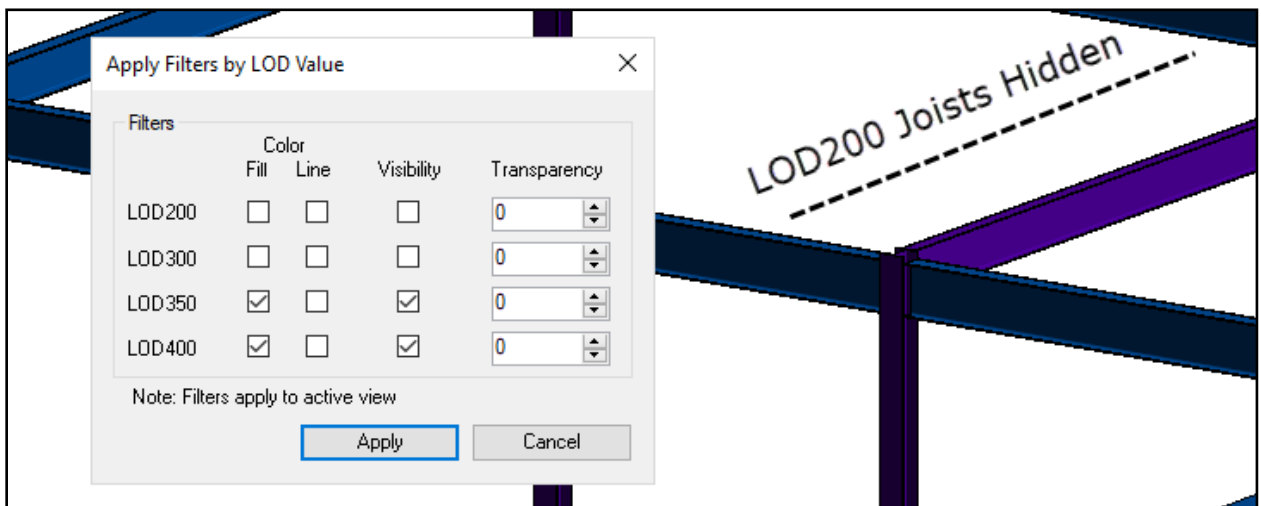 Apply Filters by LOD Value
Filters
Color
Fill Line Visibility Transparency
LOD200 0
LOD300 0
LOD350 0
LOD400 0
Note: Filters apply to active view
Apply Cancel
LOD200 Joists Hidden